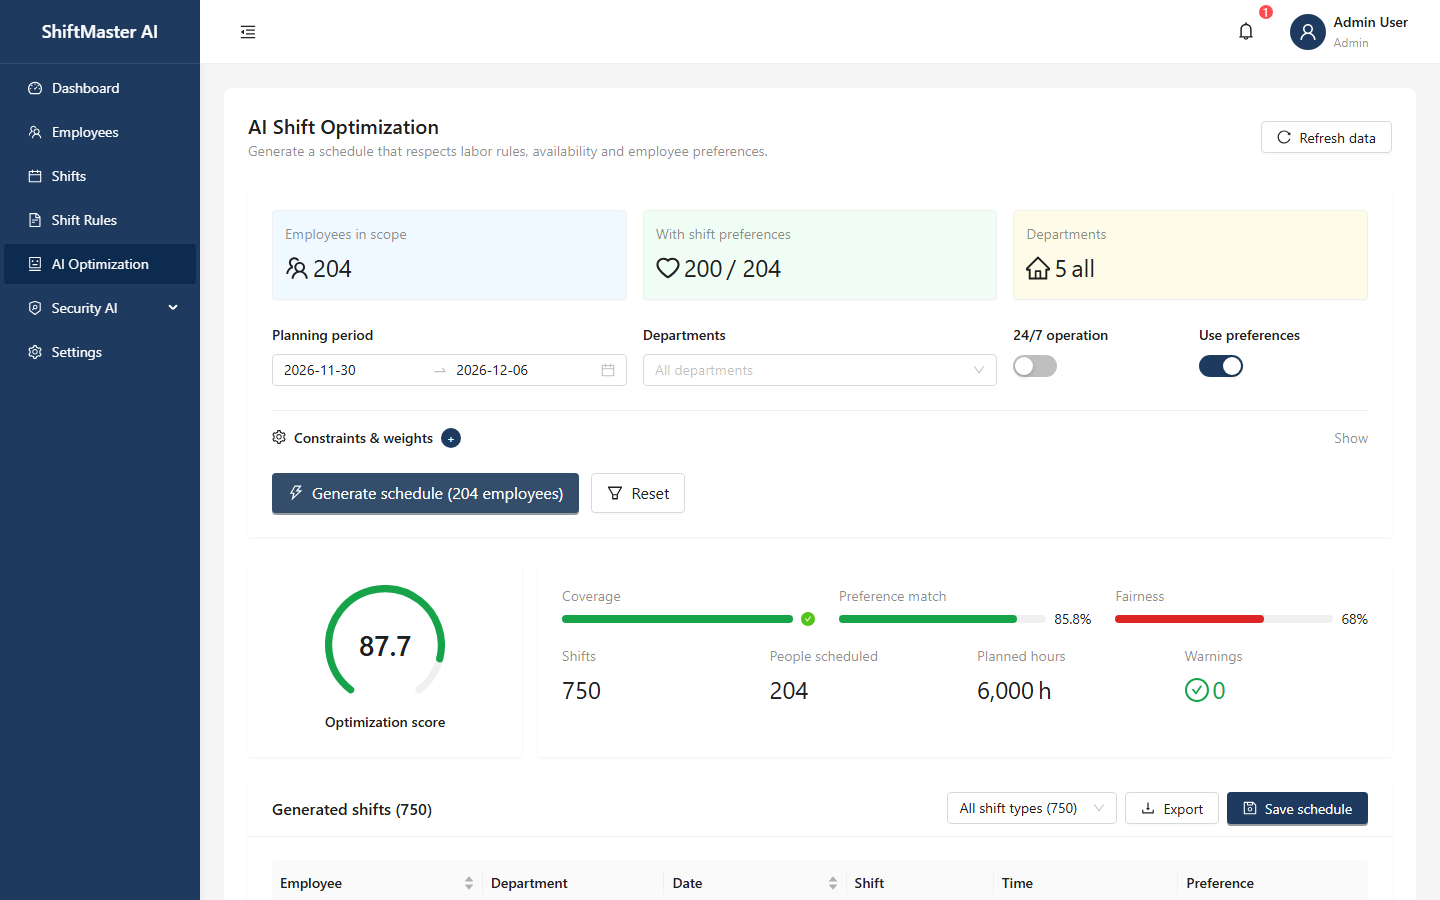 ShiftMaster AI
1
Admin User
Admin
Dashboard
Employees
Shifts
Shift Rules
AI Optimization
Security AI
Settings
AI Shift Optimization
Generate a schedule that respects labor rules, availability and employee preferences.
Refresh data
Employees in scope
204
With shift preferences
200 / 204
Departments
5 all
Planning period
2026-11-30 → 2026-12-06
Departments
All departments
24/7 operation
Use preferences
Constraints & weights +
Show
Generate schedule (204 employees)
Reset
87.7
Optimization score
Coverage
Preference match
85.8%
Fairness
68%
Shifts
750
People scheduled
204
Planned hours
6,000 h
Warnings
0
Generated shifts (750)
All shift types (750)
Export
Save schedule
Employee Department Date Shift Time Preference